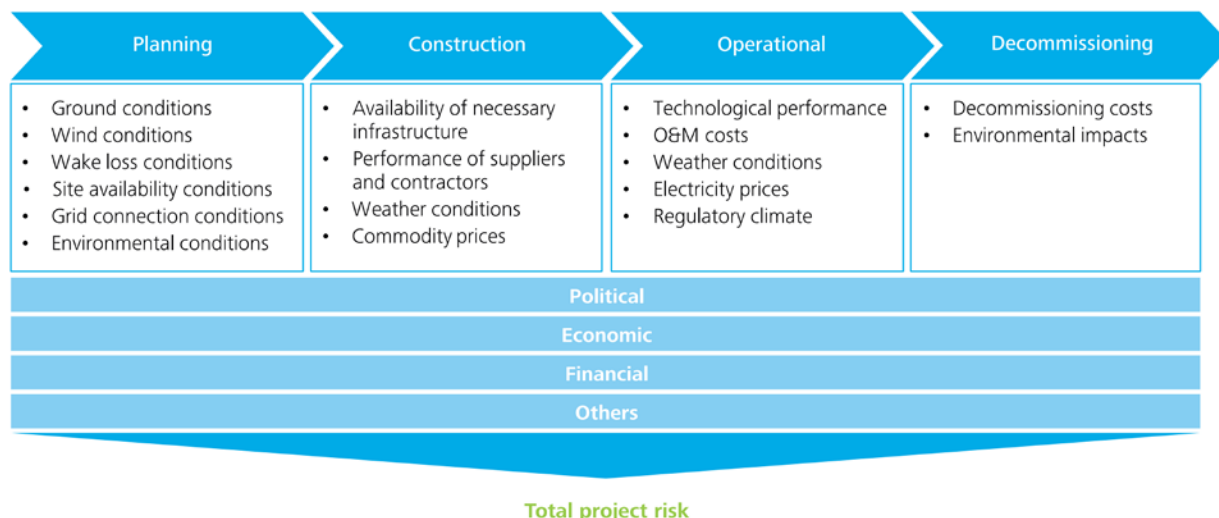 Planning
Construction
Operational
Decommissioning
• Ground conditions
• Wind conditions
• Wake loss conditions
• Site availability conditions
• Grid connection conditions
• Environmental conditions
• Availability of necessary
infrastructure
• Performance of suppliers
and contractors
• Weather conditions
• Commodity prices
• Technological performance
• O&M costs
• Weather conditions
• Electricity prices
• Regulatory climate
• Decommissioning costs
• Environmental impacts
Political
Economic
Financial
Others
Total project risk